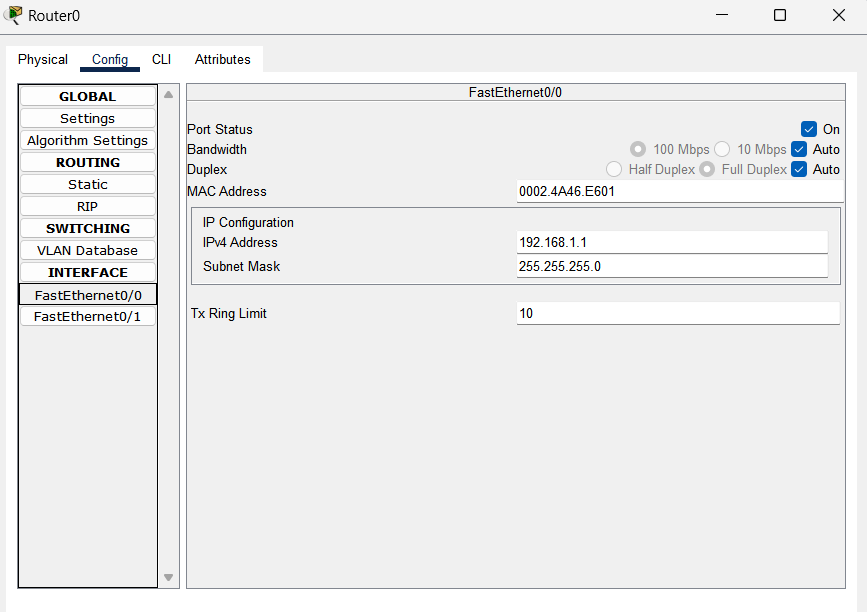 Router0
Physical Config CLI Attributes
GLOBAL
Settings
Algorithm Settings
ROUTING
Static
RIP
SWITCHING
VLAN Database
INTERFACE
FastEthernet0/0
FastEthernet0/1
FastEthernet0/0
Port Status On
Bandwidth 100 Mbps 10 Mbps Auto
Duplex Half Duplex Full Duplex Auto
MAC Address 0002.4A46.E601
IP Configuration
IPv4 Address 192.168.1.1
Subnet Mask 255.255.255.0
Tx Ring Limit 10